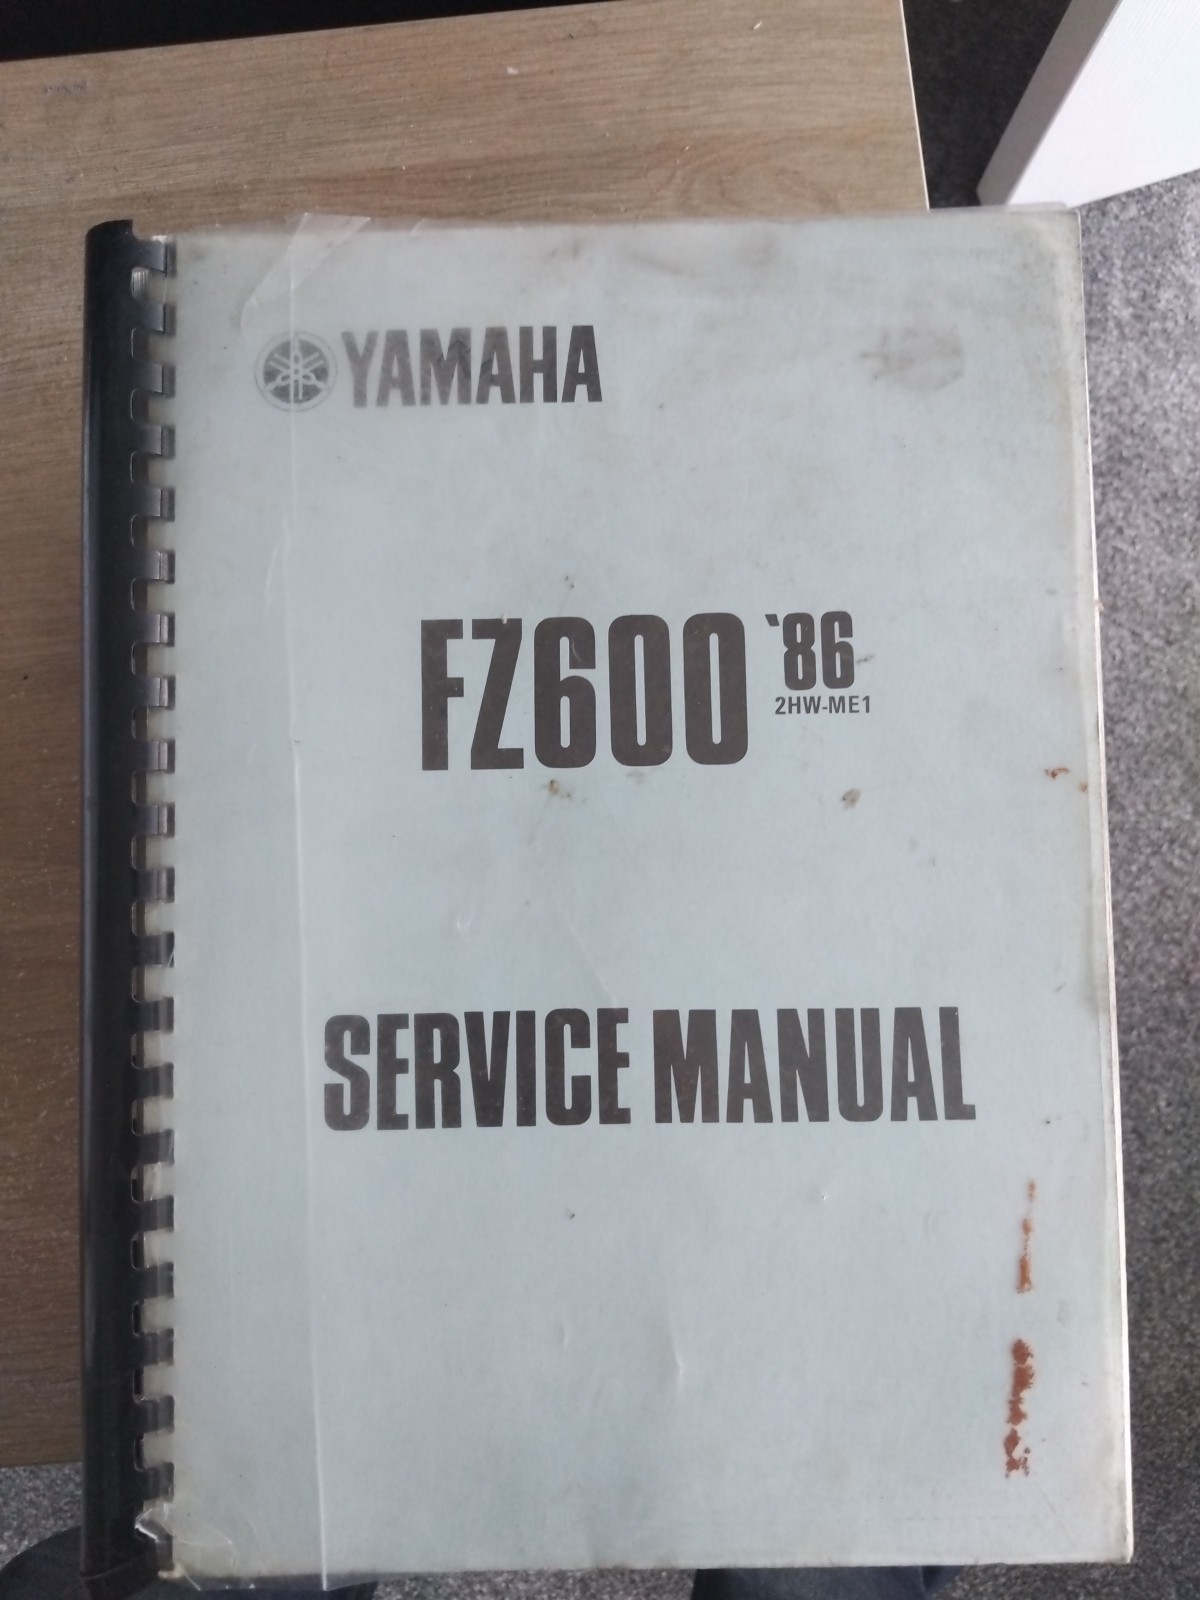 YAMAHA
FZ600 '86
2HW-ME1
SERVICE MANUAL